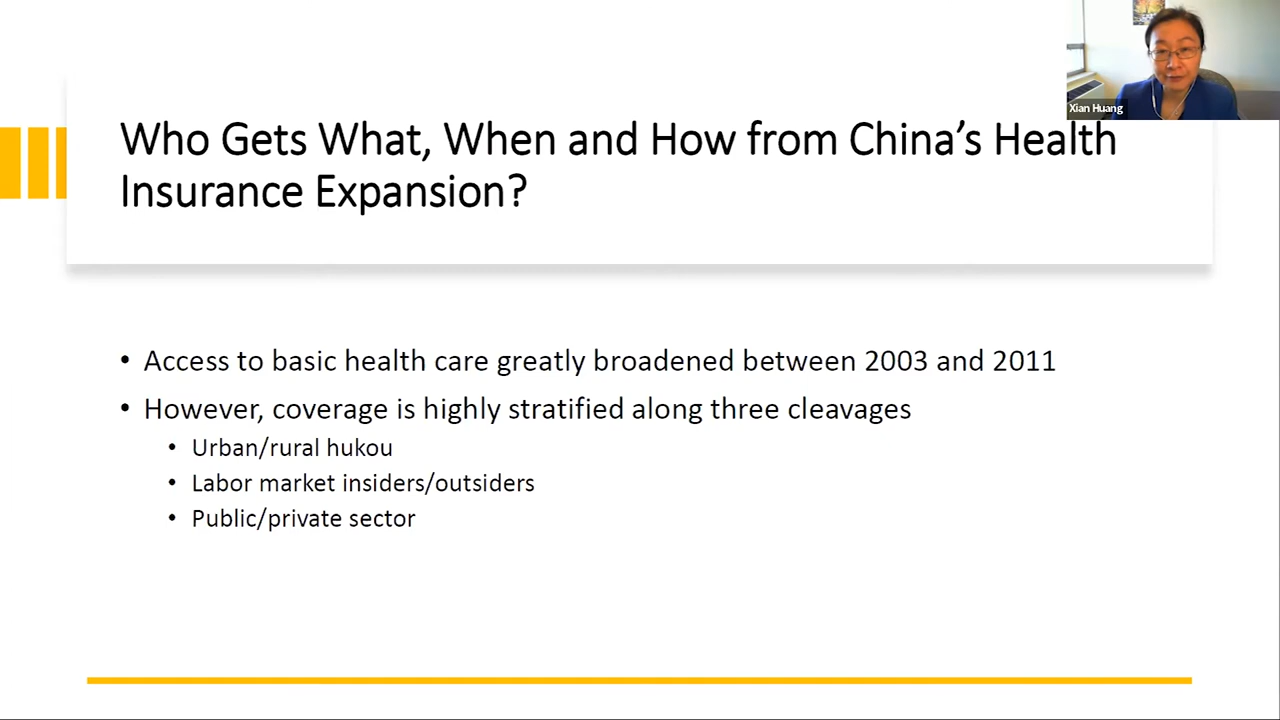 Xian Huang
Who Gets What, When and How from China’s Health
Insurance Expansion?
• Access to basic health care greatly broadened between 2003 and 2011
• However, coverage is highly stratified along three cleavages
• Urban/rural hukou
• Labor market insiders/outsiders
• Public/private sector